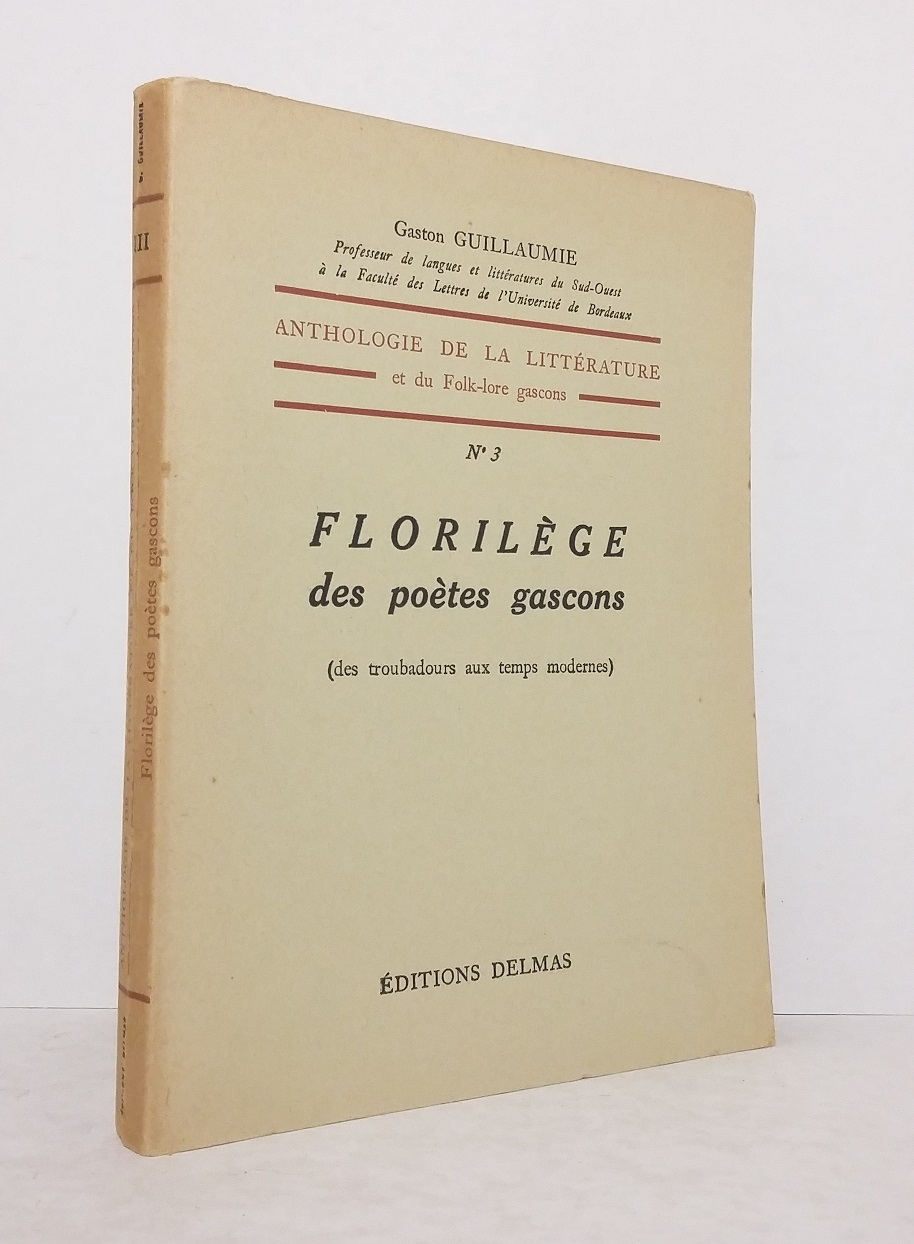 Gaston GUILLAUMIE
Professeur de langues et littératures du Sud-Ouest
à la Faculté des Lettres de l'Université de Bordeaux
ANTHOLOGIE DE LA LITTÉRATURE
et du Folk-lore gascons
N° 3
FLORILÈGE
des poètes gascons
(des troubadours aux temps modernes)
ÉDITIONS DELMAS
G. GUILLAUMIE
III
Florilège des poètes gascons